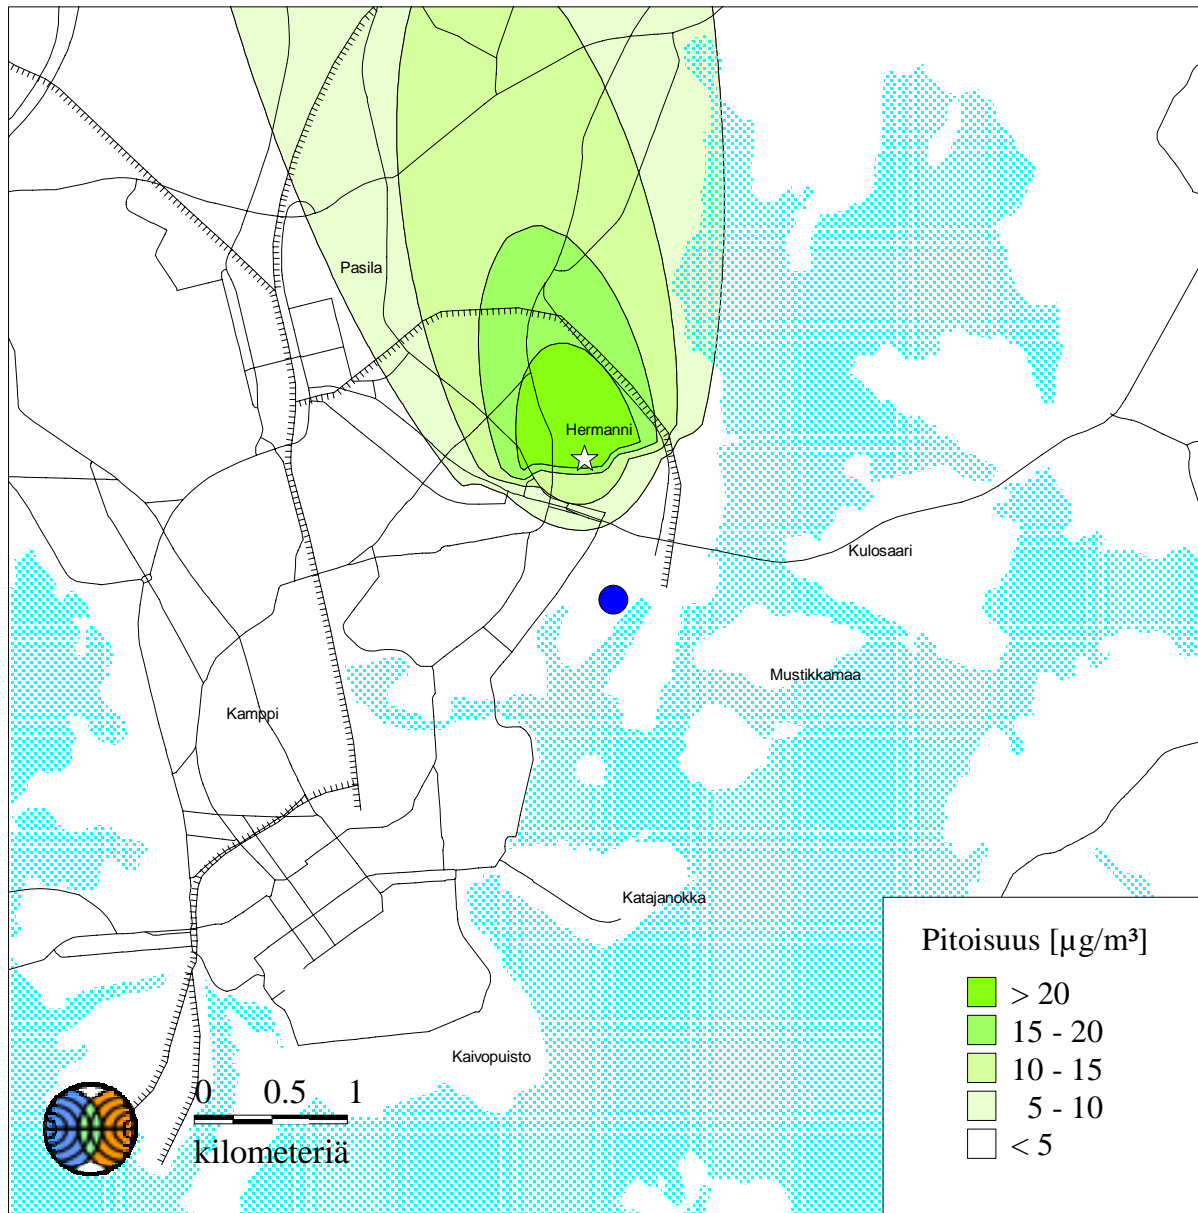 Pasila
Hermanni
Kulosaari
Mustikkamaa
Kamppi
Katajanokka
Pitoisuus [µg/m³]
> 20
15 - 20
10 - 15
5 - 10
< 5
Kaivopuisto
0 0.5 1
kilometeriä